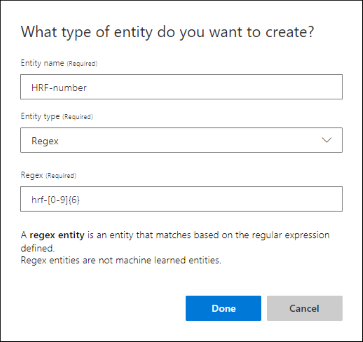 What type of entity do you want to create?
Entity name (Required)
HRF-number
Entity type (Required)
Regex
Regex (Required)
hrf-[0-9]{6}
A regex entity is an entity that matches based on the regular expression
defined.
Regex entities are not machine learned entities.
Done
Cancel